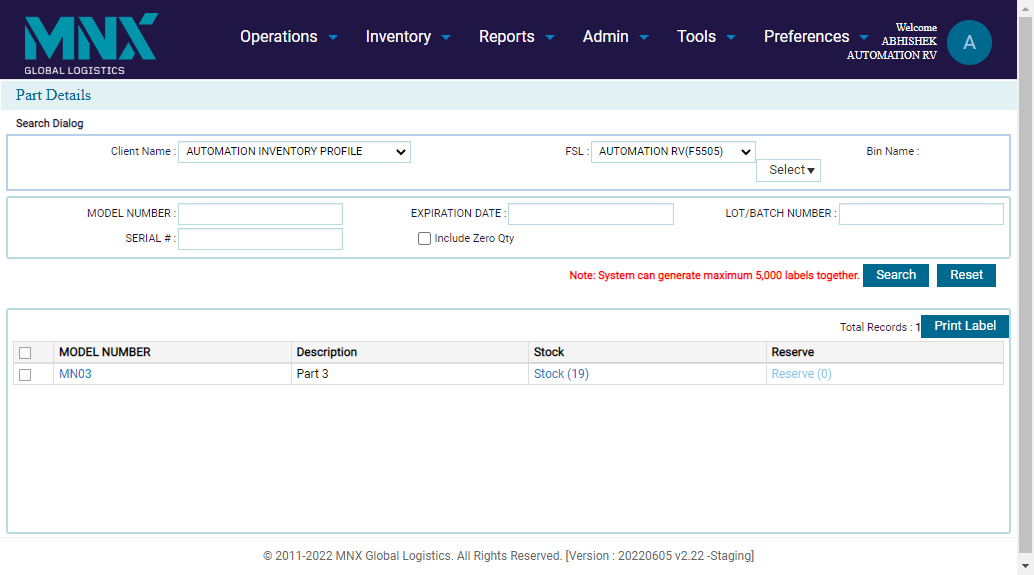 MNX
GLOBAL LOGISTICS
Operations Inventory Reports Admin Tools Preferences
Welcome
ABHISHEK
AUTOMATION RV
A
Part Details
Search Dialog
Client Name : AUTOMATION INVENTORY PROFILE FSL : AUTOMATION RV(F5505) Bin Name :
Select
MODEL NUMBER : EXPIRATION DATE : LOT/BATCH NUMBER :
SERIAL # : Include Zero Qty
Note: System can generate maximum 5,000 labels together. Search Reset
Total Records : 1 Print Label
MODEL NUMBER Description Stock Reserve
MN03 Part 3 Stock (19) Reserve (0)
© 2011-2022 MNX Global Logistics. All Rights Reserved. [Version : 20220605 v2.22 -Staging]